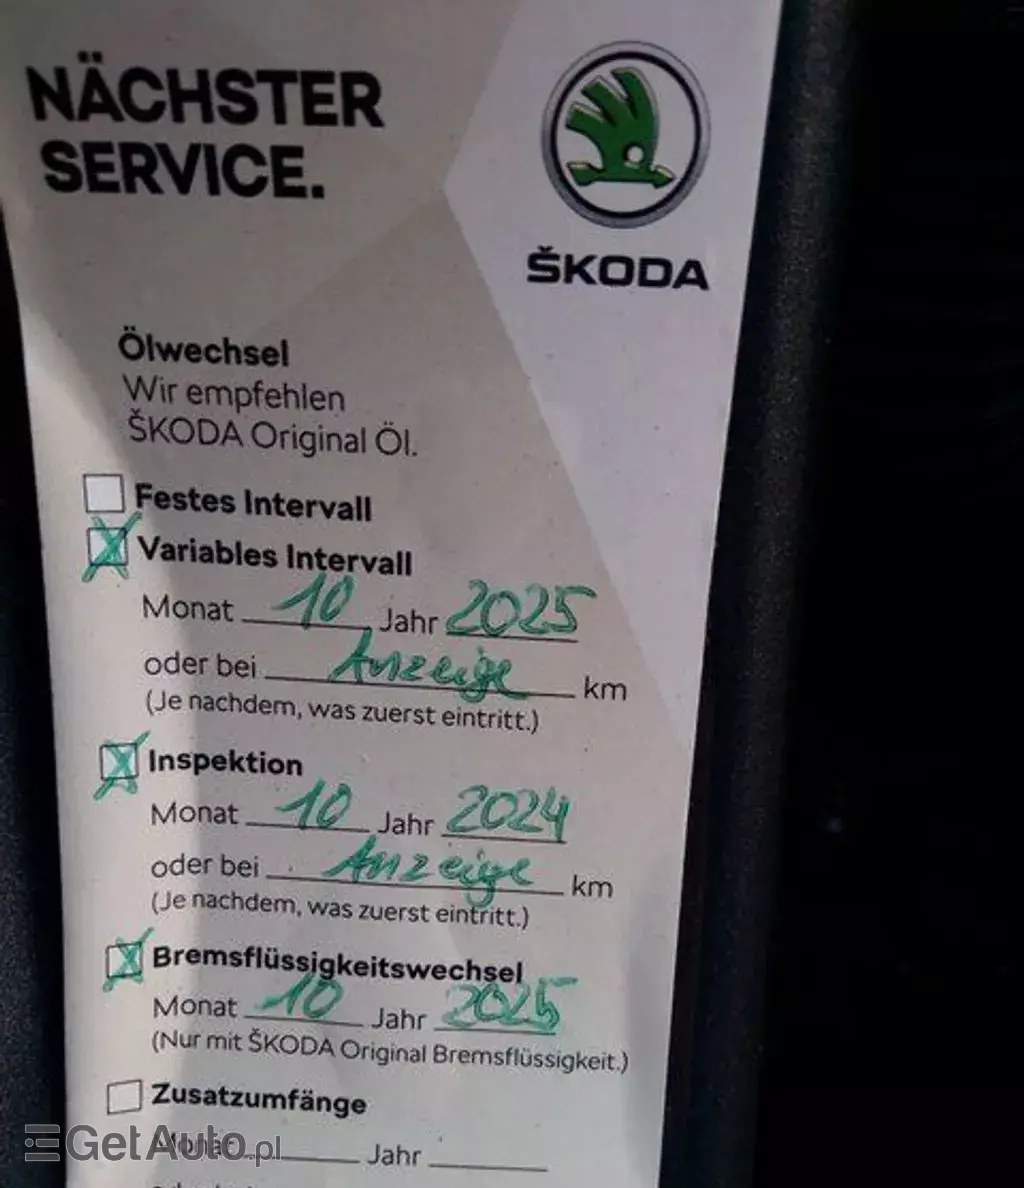 NÄCHSTER
SERVICE.
ŠKODA
Ölwechsel
Wir empfehlen
ŠKODA Original Öl.
Festes Intervall
Variables Intervall
Monat 10 Jahr 2025
oder bei Anzeige km
(Je nachdem, was zuerst eintritt.)
Inspektion
Monat 10 Jahr 2024
oder bei Anzeige km
(Je nachdem, was zuerst eintritt.)
Bremsflüssigkeitswechsel
Monat 10 Jahr 2025
(Nur mit ŠKODA Original Bremsflüssigkeit.)
Zusatzumfänge
Monat Jahr
GetAuto.pl